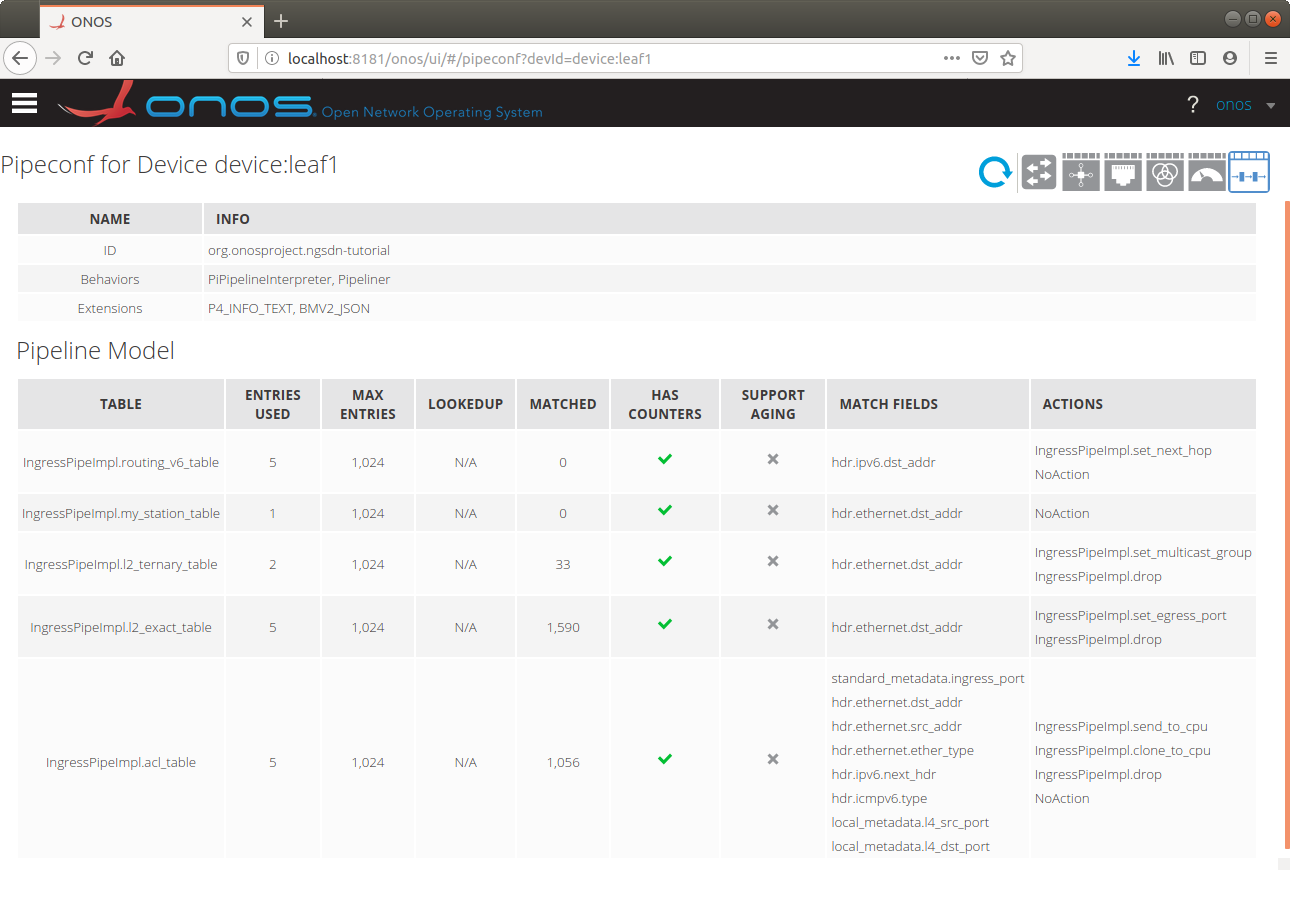 ONOS
localhost:8181/onos/ui/#/pipeconf?devId=device:leaf1
onos Open Network Operating System
? onos
Pipeconf for Device device:leaf1
NAME INFO
ID org.onosproject.ngsdn-tutorial
Behaviors PiPipelineInterpreter, Pipeliner
Extensions P4_INFO_TEXT, BMV2_JSON
Pipeline Model
TABLE ENTRIES USED MAX ENTRIES LOOKEDUP MATCHED HAS COUNTERS SUPPORT AGING MATCH FIELDS ACTIONS
IngressPipeImpl.routing_v6_table 5 1,024 N/A 0 hdr.ipv6.dst_addr IngressPipeImpl.set_next_hop
NoAction
IngressPipeImpl.my_station_table 1 1,024 N/A 0 hdr.ethernet.dst_addr NoAction
IngressPipeImpl.l2_ternary_table 2 1,024 N/A 33 hdr.ethernet.dst_addr IngressPipeImpl.set_multicast_group
IngressPipeImpl.drop
IngressPipeImpl.l2_exact_table 5 1,024 N/A 1,590 hdr.ethernet.dst_addr IngressPipeImpl.set_egress_port
IngressPipeImpl.drop
IngressPipeImpl.acl_table 5 1,024 N/A 1,056 standard_metadata.ingress_port
hdr.ethernet.dst_addr
hdr.ethernet.src_addr
hdr.ethernet.ether_type
hdr.ipv6.next_hdr
hdr.icmpv6.type
local_metadata.l4_src_port
local_metadata.l4_dst_port
IngressPipeImpl.send_to_cpu
IngressPipeImpl.clone_to_cpu
IngressPipeImpl.drop
NoAction